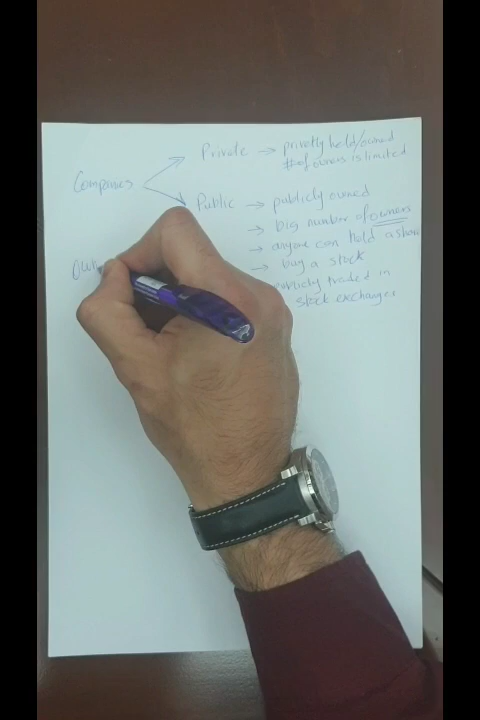 Private → privtly held/owned
# of owners is limited
Companies
Public → publicly owned
→ big number of owners
→ anyone can hold a share
→ buy a stock
publicly traded in
stock exchanges